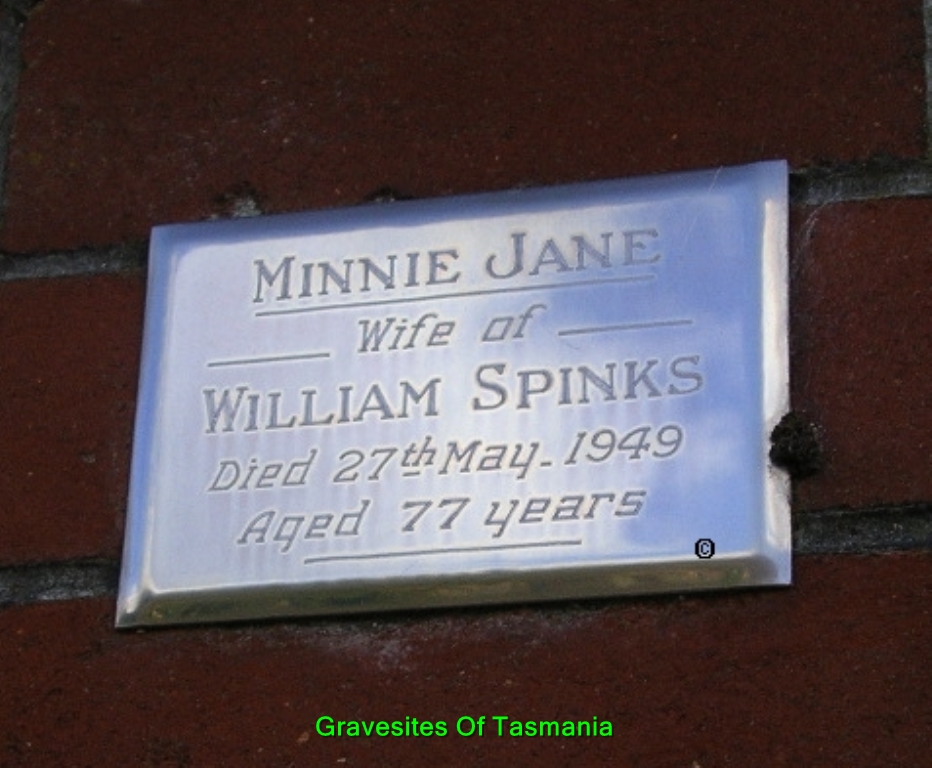 MINNIE JANE
Wife of
WILLIAM SPINKS
Died 27th May. 1949
Aged 77 years
©
Gravesites Of Tasmania